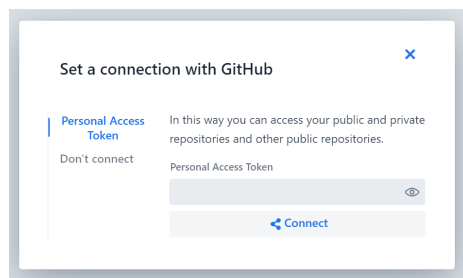 Set a connection with GitHub
Personal Access
Token
Don't connect
In this way you can access your public and private
repositories and other public repositories.
Personal Access Token
Connect